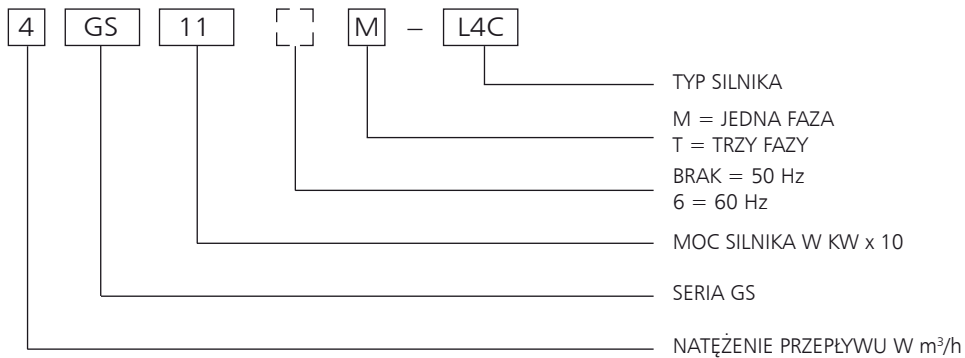 4 GS 11 M – L4C
TYP SILNIKA
M = JEDNA FAZA
T = TRZY FAZY
BRAK = 50 Hz
6 = 60 Hz
MOC SILNIKA W KW x 10
SERIA GS
NATĘŻENIE PRZEPŁYWU W m³/h